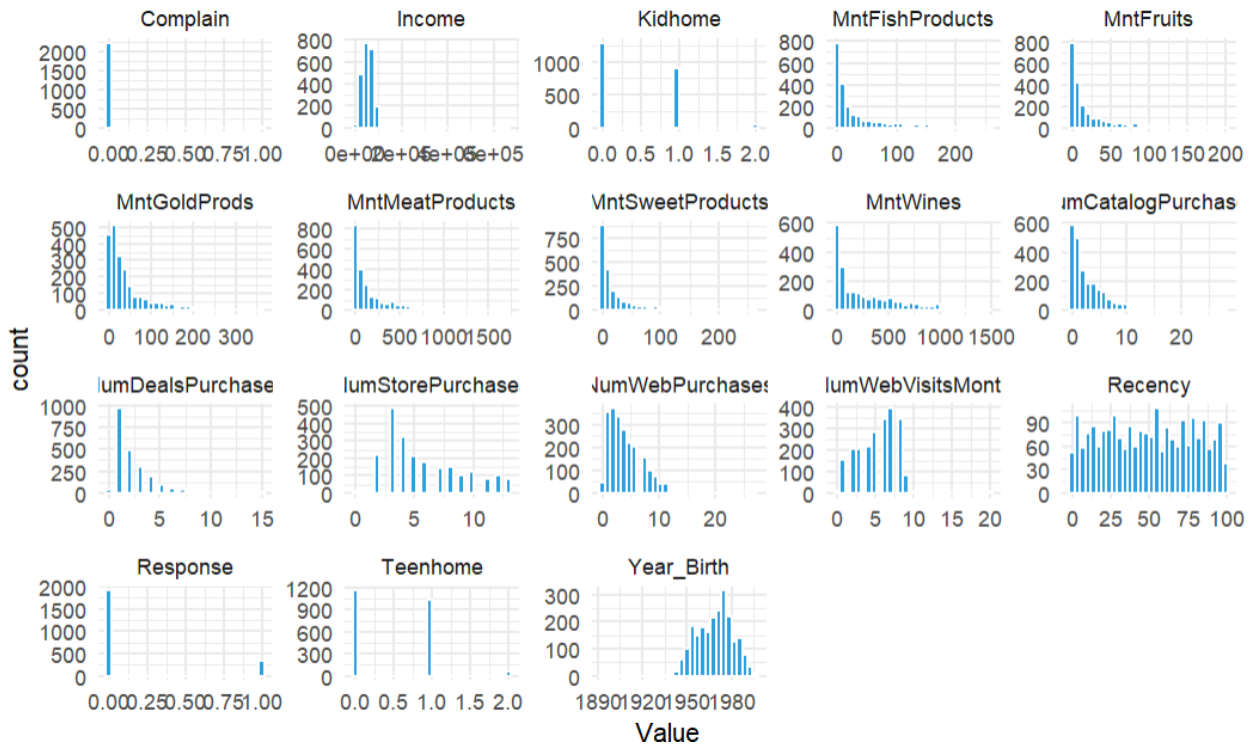 Complain Income Kidhome MntFishProducts MntFruits
2000 1500 1000 500 0
800 600 400 200 0
1000 500 0
800 600 400 200 0
800 600 400 200 0
0.00 0.25 0.50 0.75 1.00 0e+00 2e+05 4e+05 6e+05 0.0 0.5 1.0 1.5 2.0 0 100 200 0 50 100 150 200
MntGoldProds MntMeatProducts MntSweetProducts MntWines umCatalogPurchas
500 400 300 200 100 0
800 600 400 200 0
750 500 250 0
600 400 200 0
600 400 200 0
0 100 200 300 0 500 1000 1500 0 100 200 0 500 1000 1500 0 10 20
count
umDealsPurchase umStorePurchase NumWebPurchases umWebVisitsMont Recency
1000 750 500 250 0
500 400 300 200 100 0
300 200 100 0
400 300 200 100 0
90 60 30 0
0 5 10 15 0 5 10 0 10 20 0 5 10 15 20 0 25 50 75 100
Response Teenhome Year_Birth
2000 1500 1000 500 0
1200 900 600 300 0
300 200 100 0
0.00 0.25 0.50 0.75 1.00 0.0 0.5 1.0 1.5 2.0 1890 1920 1950 1980
Value